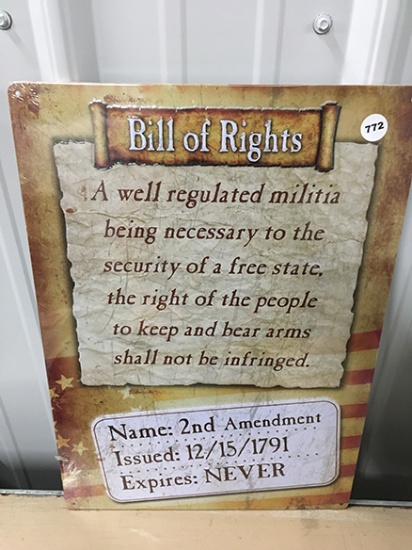 772
Bill of Rights
A well regulated militia
being necessary to the
security of a free state,
the right of the people
to keep and bear arms
shall not be infringed.
Name: 2nd Amendment
Issued: 12/15/1791
Expires: NEVER